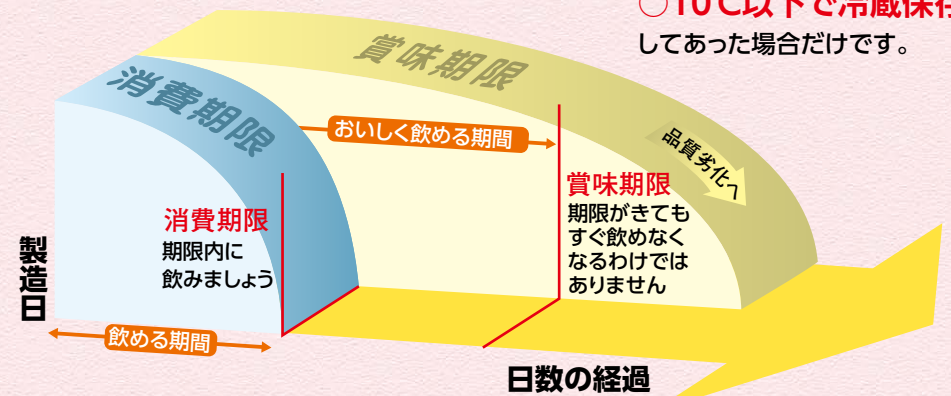 ○10℃以下で冷蔵保存
してあった場合だけです。
賞味期限
消費期限
おいしく飲める期間
品質劣化へ
消費期限
期限内に
飲みましょう
賞味期限
期限がきても
すぐ飲めなく
なるわけでは
ありません
製造日
飲める期間
日数の経過